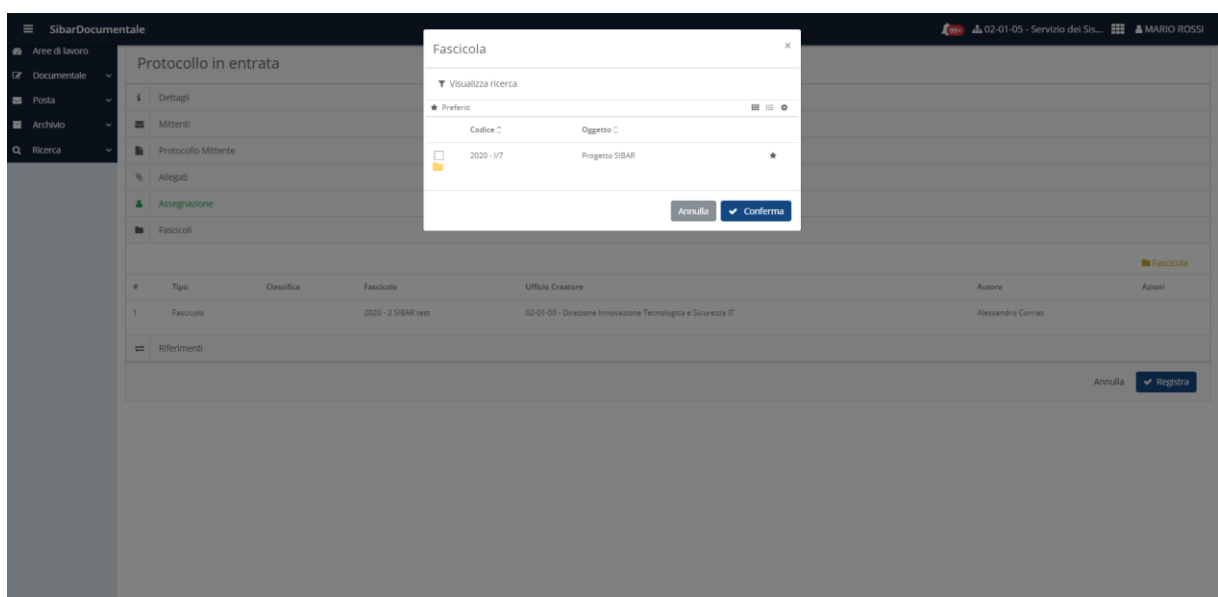 SibarDocumentale
99+ 02-01-05 - Servizio dei Sis... MARIO ROSSI
Aree di lavoro
Documentale
Posta
Archivio
Ricerca
Protocollo in entrata
Dettagli
Mittenti
Protocollo Mittente
Allegati
Assegnazione
Fascicoli
Fascicola
×
Visualizza ricerca
Preferiti
Codice Oggetto
2020 - I/7 Progetto SIBAR
Annulla Conferma
Fascicola
# Tipo Classifica Fascicolo Ufficio Creatore Autore Azioni
1 Fascicolo 2020 - 2 SIBAR test 02-01-00 - Direzione Innovazione Tecnologica e Sicurezza IT Alessandro Corrias
Riferimenti
Annulla Registra